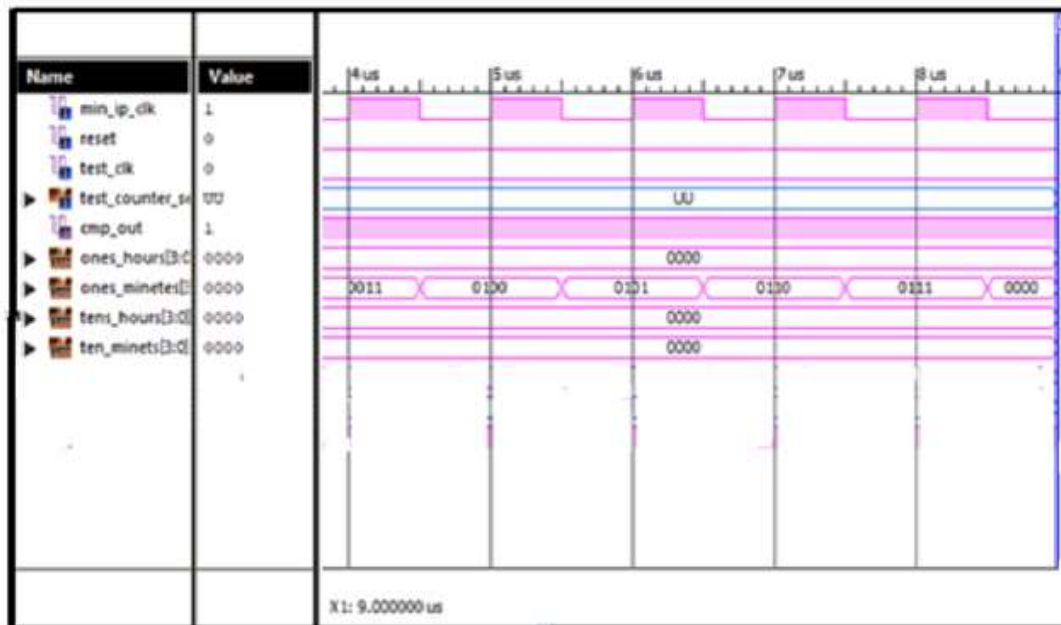 4 us 5 us 6 us 7 us 8 us
Name Value
min_ip_clk 1
reset 0
test_clk 0
test_counter_se UU UU
cmp_out 1
ones_hours[3:0 0000 0000
ones_minetes[3 0000 0011 0100 0101 0110 0111 0000
tens_hours[3:0] 0000 0000
ten_minets[3:0] 0000 0000
X1: 9.000000 us